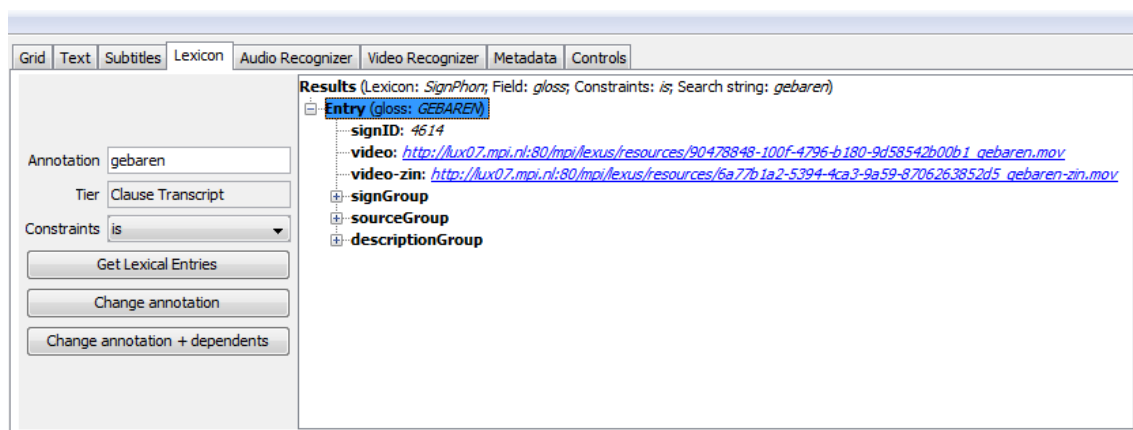 Grid Text Subtitles Lexicon Audio Recognizer Video Recognizer Metadata Controls
Results (Lexicon: SignPhon; Field: gloss; Constraints: is; Search string: gebaren)
Entry (gloss: GEBAREN)
signID: 4614
video: http://lux07.mpi.nl:80/mpi/lexus/resources/90478848-100f-4796-b180-9d58542b00b1_gebaren.mov
Annotation gebaren
video-zin: http://lux07.mpi.nl:80/mpi/lexus/resources/6a77b1a2-5394-4ca3-9a59-8706263852d5_gebaren-zin.mov
Tier Clause Transcript
signGroup
sourceGroup
Constraints is
descriptionGroup
Get Lexical Entries
Change annotation
Change annotation + dependents